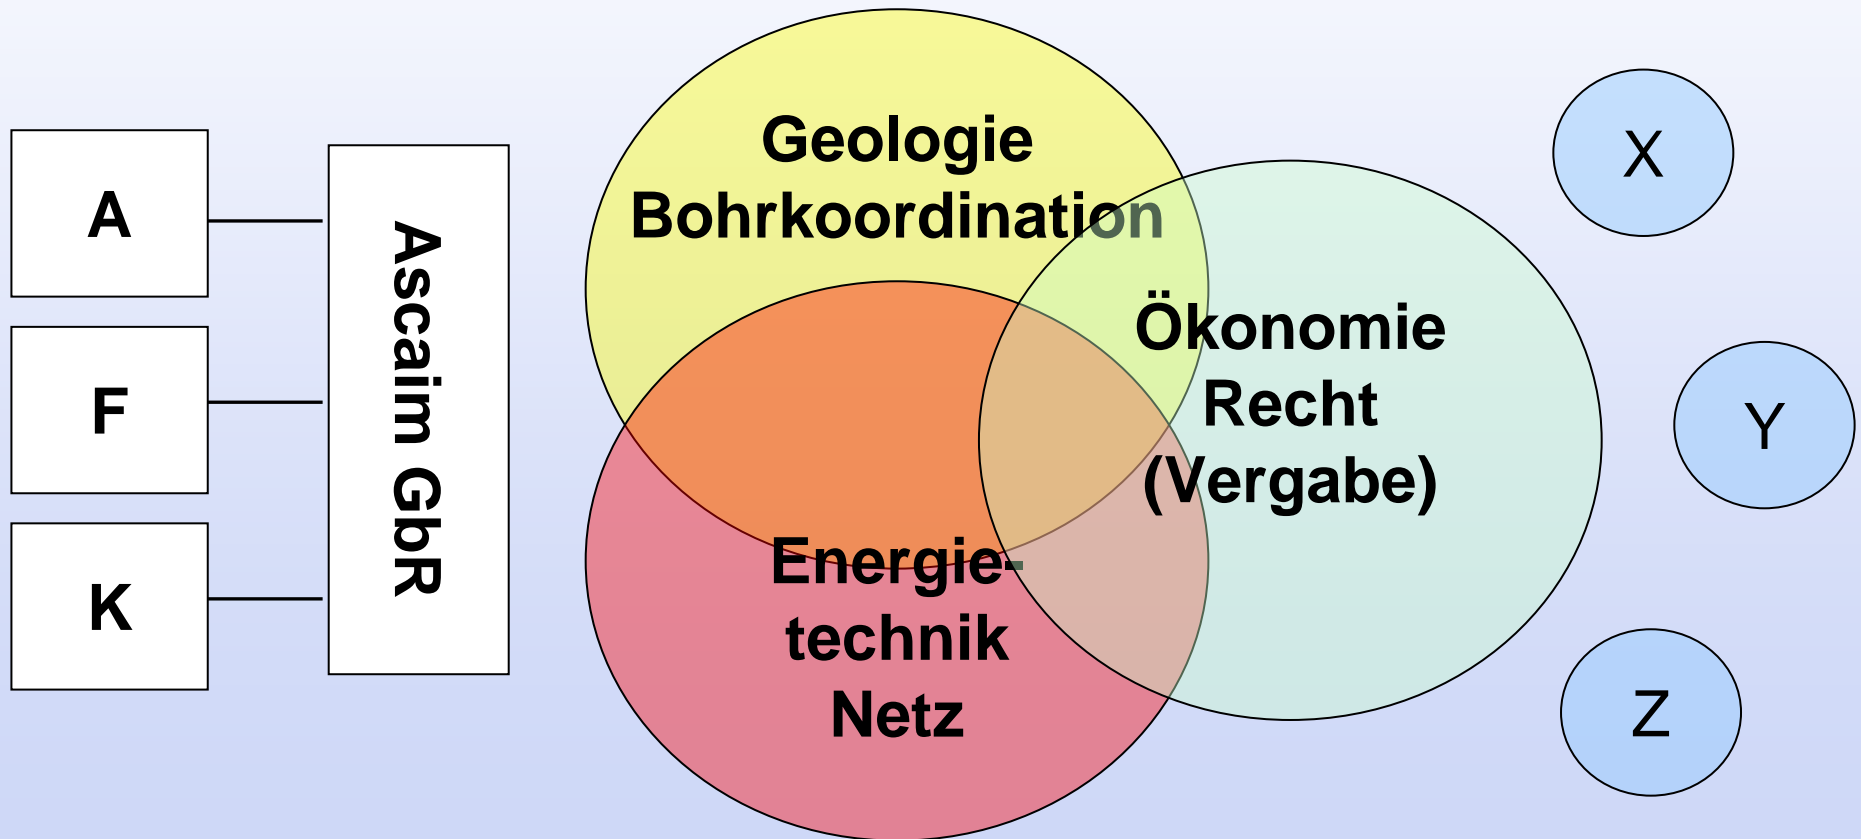 A
F
K
Ascaim GbR
Geologie
Bohrkoordination
Ökonomie
Recht
(Vergabe)
Energie-
technik
Netz
X
Y
Z